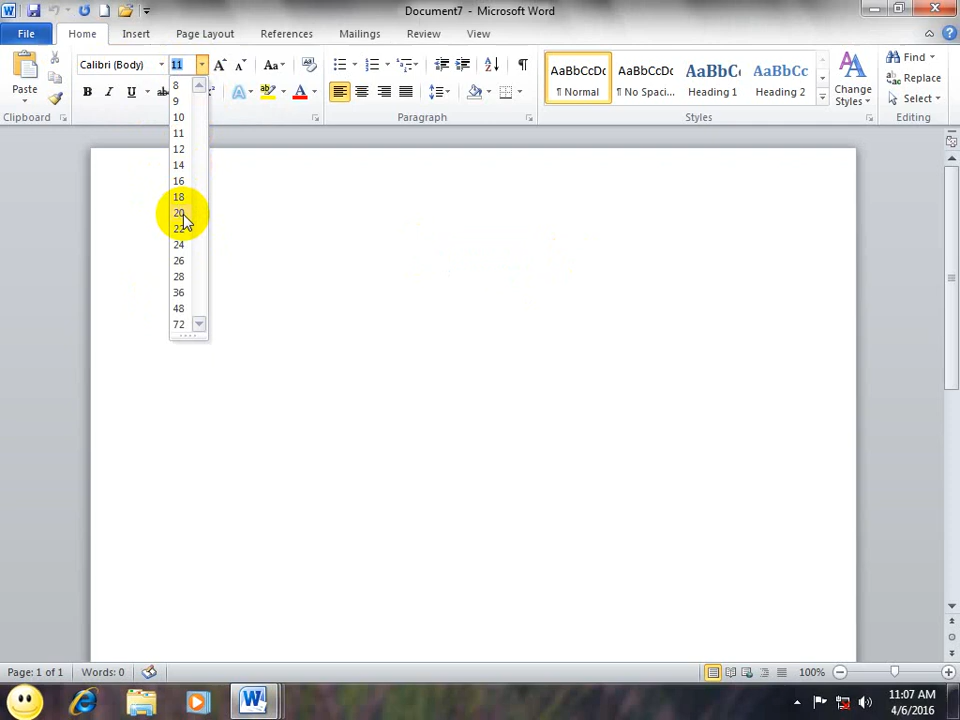 Document7 - Microsoft Word
File Home Insert Page Layout References Mailings Review View
Calibri (Body) 11
Aa
Paste
B I U abe A
AaBbCcDc AaBbCcDc AaBbC AaBbCc
¶ Normal ¶ No Spaci... Heading 1 Heading 2
Change Styles
Find
Replace
Select
Clipboard Paragraph Styles Editing
8
9
10
11
12
14
16
18
20
22
24
26
28
36
48
72
Page: 1 of 1 Words: 0 100%
11:07 AM
4/6/2016